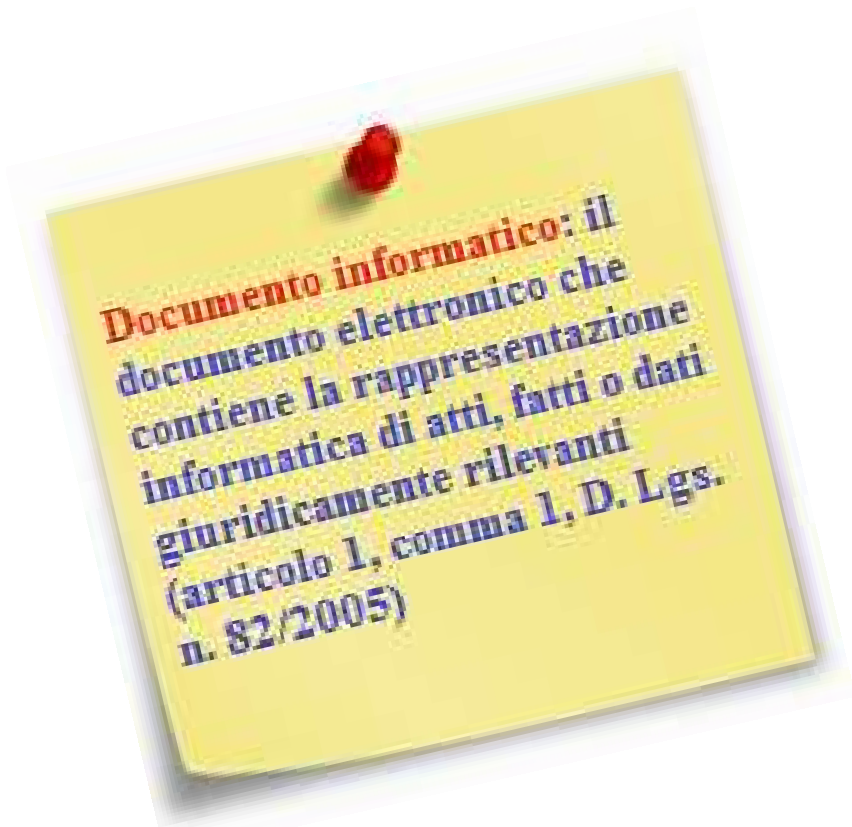 Documento informatico: il
documento elettronico che
contiene la rappresentazione
informatica di atti, fatti o dati
giuridicamente rilevanti
(articolo 1, comma 1, D. Lgs.
n. 82/2005)